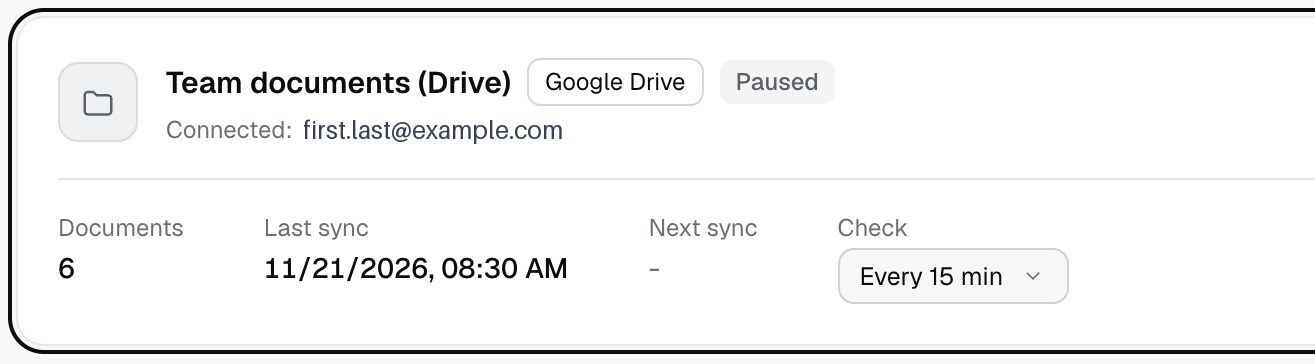 Team documents (Drive) Google Drive Paused
Connected: first.last@example.com
Documents Last sync Next sync Check
6 11/21/2026, 08:30 AM - Every 15 min